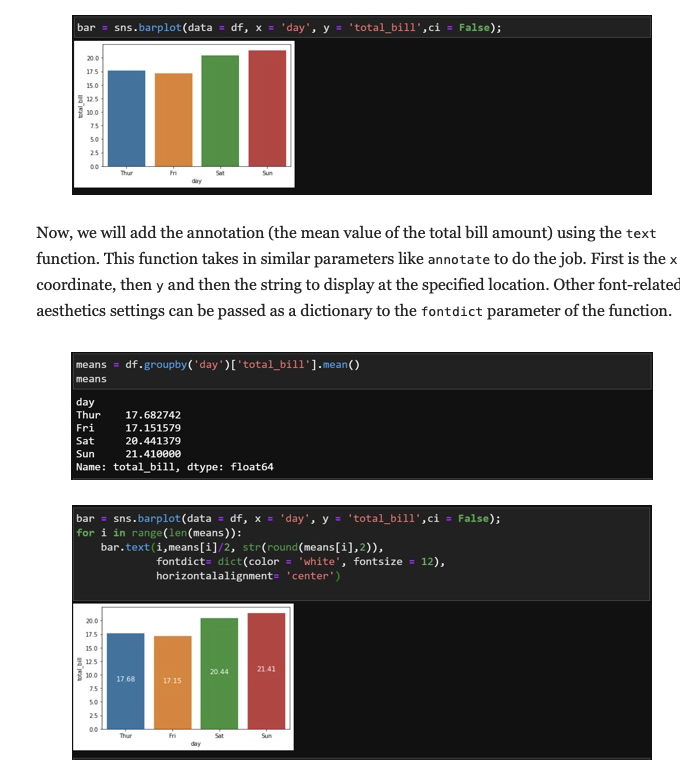 bar = sns.barplot(data = df, x = 'day', y = 'total_bill',ci = False);
20.0
17.5
15.0
12.5
10.0
7.5
5.0
2.5
0.0
total_bill
Thur Fri Sat Sun
day
Now, we will add the annotation (the mean value of the total bill amount) using the text
function. This function takes in similar parameters like annotate to do the job. First is the x
coordinate, then y and then the string to display at the specified location. Other font-related
aesthetics settings can be passed as a dictionary to the fontdict parameter of the function.
means = df.groupby('day')['total_bill'].mean()
means
day
Thur 17.682742
Fri 17.151579
Sat 20.441379
Sun 21.410000
Name: total_bill, dtype: float64
bar = sns.barplot(data = df, x = 'day', y = 'total_bill',ci = False);
for i in range(len(means)):
bar.text(i,means[i]/2, str(round(means[i],2)),
fontdict= dict(color = 'white', fontsize = 12),
horizontalalignment= 'center')
20.0
17.5
15.0
12.5
10.0
7.5
5.0
2.5
0.0
total_bill
17.68 17.15 20.44 21.41
Thur Fri Sat Sun
day